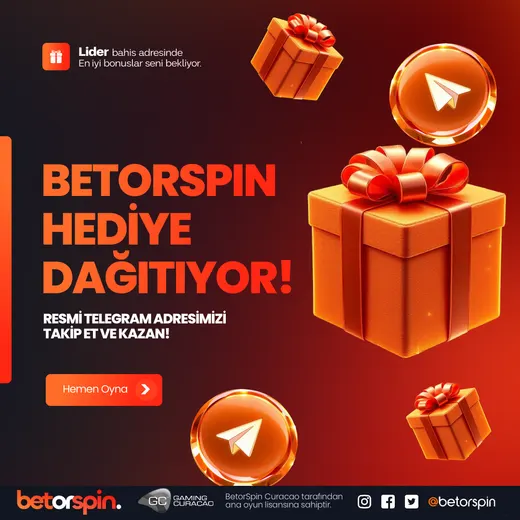 Lider bahis adresinde
En iyi bonuslar seni bekliyor.
BETORSPIN
HEDİYE
DAĞITIYOR!
RESMİ TELEGRAM ADRESİMİZİ
TAKİP ET VE KAZAN!
Hemen Oyna
betorspin.
GC GAMING
CURACAO
BetorSpin Curacao tarafından
ana oyun lisansına sahiptir.
@betorspin